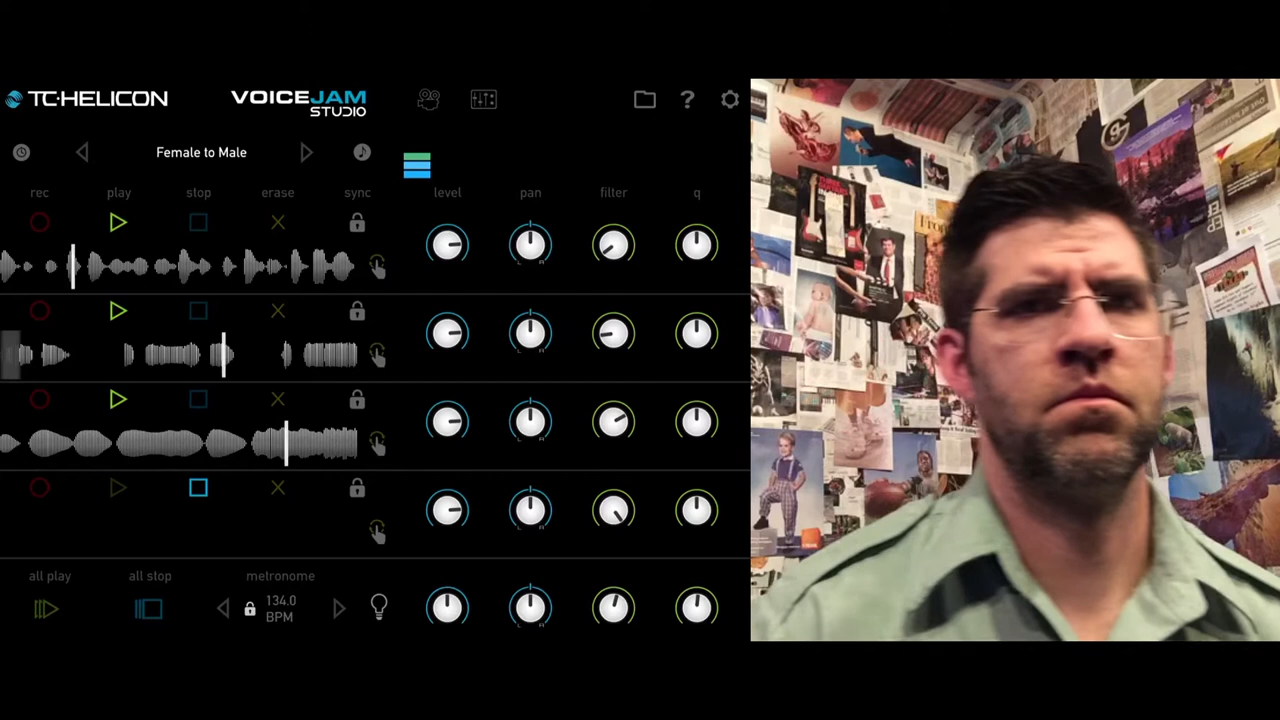 TC·HELICON
VOICEJAM
STUDIO
?
Female to Male
rec play stop erase sync level pan filter q
L R
L R
L R
L R
all play all stop metronome
134.0
BPM
L R